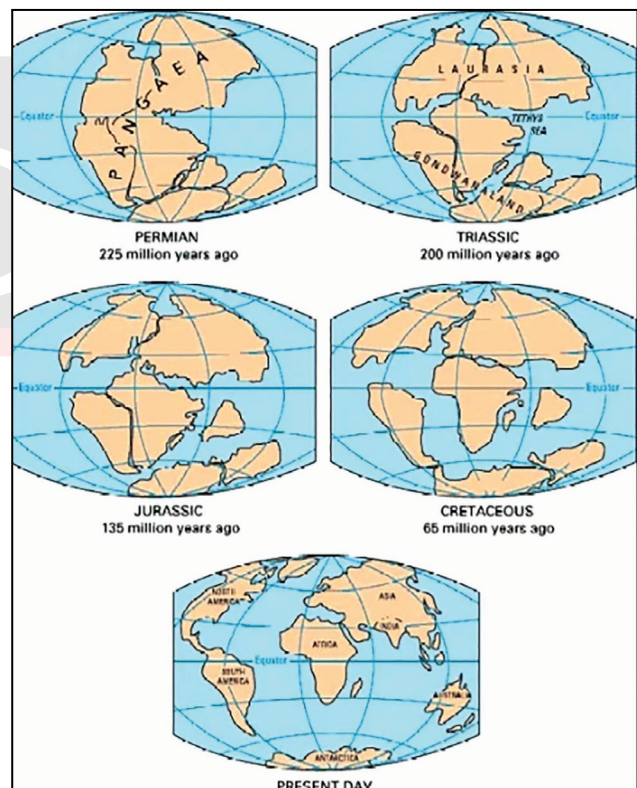 PANGAEA
Equator
PERMIAN
225 million years ago
LAURASIA
TETHYS
SEA
Equator
GONDWANALAND
TRIASSIC
200 million years ago
Equator
JURASSIC
135 million years ago
Equator
CRETACEOUS
65 million years ago
NORTH
AMERICA
ASIA
INDIA
AFRICA
Equator
SOUTH
AMERICA
AUSTRALIA
ANTARCTICA
PRESENT DAY